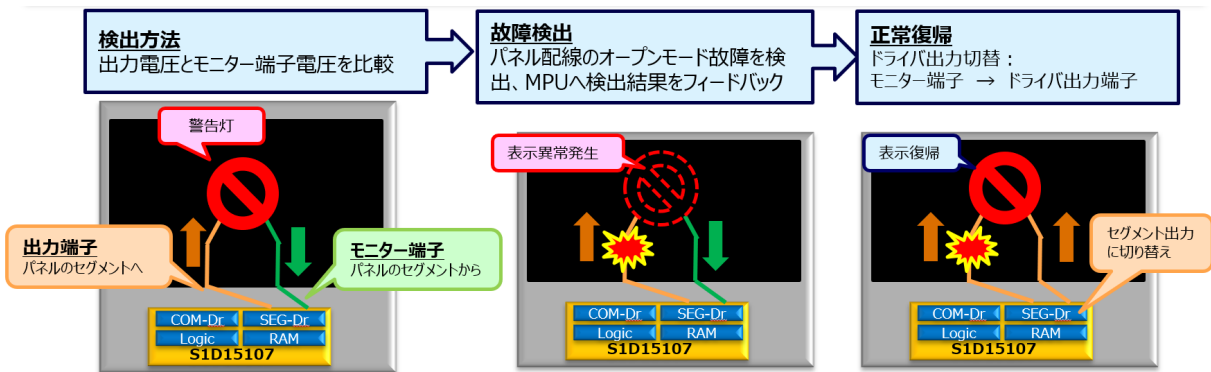 検出方法
出力電圧とモニター端子電圧を比較
故障検出
パネル配線のオープンモード故障を検
出、MPUへ検出結果をフィードバック
正常復帰
ドライバ出力切替：
モニター端子 → ドライバ出力端子
警告灯
出力端子
パネルのセグメントへ
モニター端子
パネルのセグメントから
COM-Dr
SEG-Dr
Logic
RAM
S1D15107
表示異常発生
COM-Dr
SEG-Dr
Logic
RAM
S1D15107
表示復帰
セグメント出力
に切り替え
COM-Dr
SEG-Dr
Logic
RAM
S1D15107